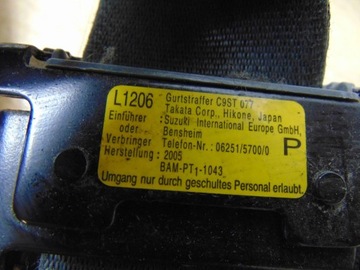 L1206
Gurtstraffer C9ST 077
Takata Corp., Hikone, Japan
Einführer :Suzuki International Europe GmbH,
oder Bensheim
Verbringer Telefon-Nr.: 06251/5700/0
P
Herstellung : 2005
BAM-PT1-1043
Umgang nur durch geschultes Personal erlaubt.